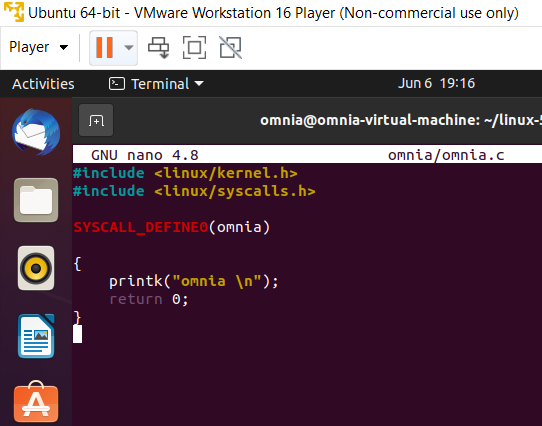 Ubuntu 64-bit - VMware Workstation 16 Player (Non-commercial use only)
Player
Activities
Terminal
Jun 6 19:16
omnia@omnia-virtual-machine: ~/linux-5
GNU nano 4.8 omnia/omnia.c
#include <linux/kernel.h>
#include <linux/syscalls.h>
SYSCALL_DEFINE0(omnia)
{
printk("omnia \n");
return 0;
}